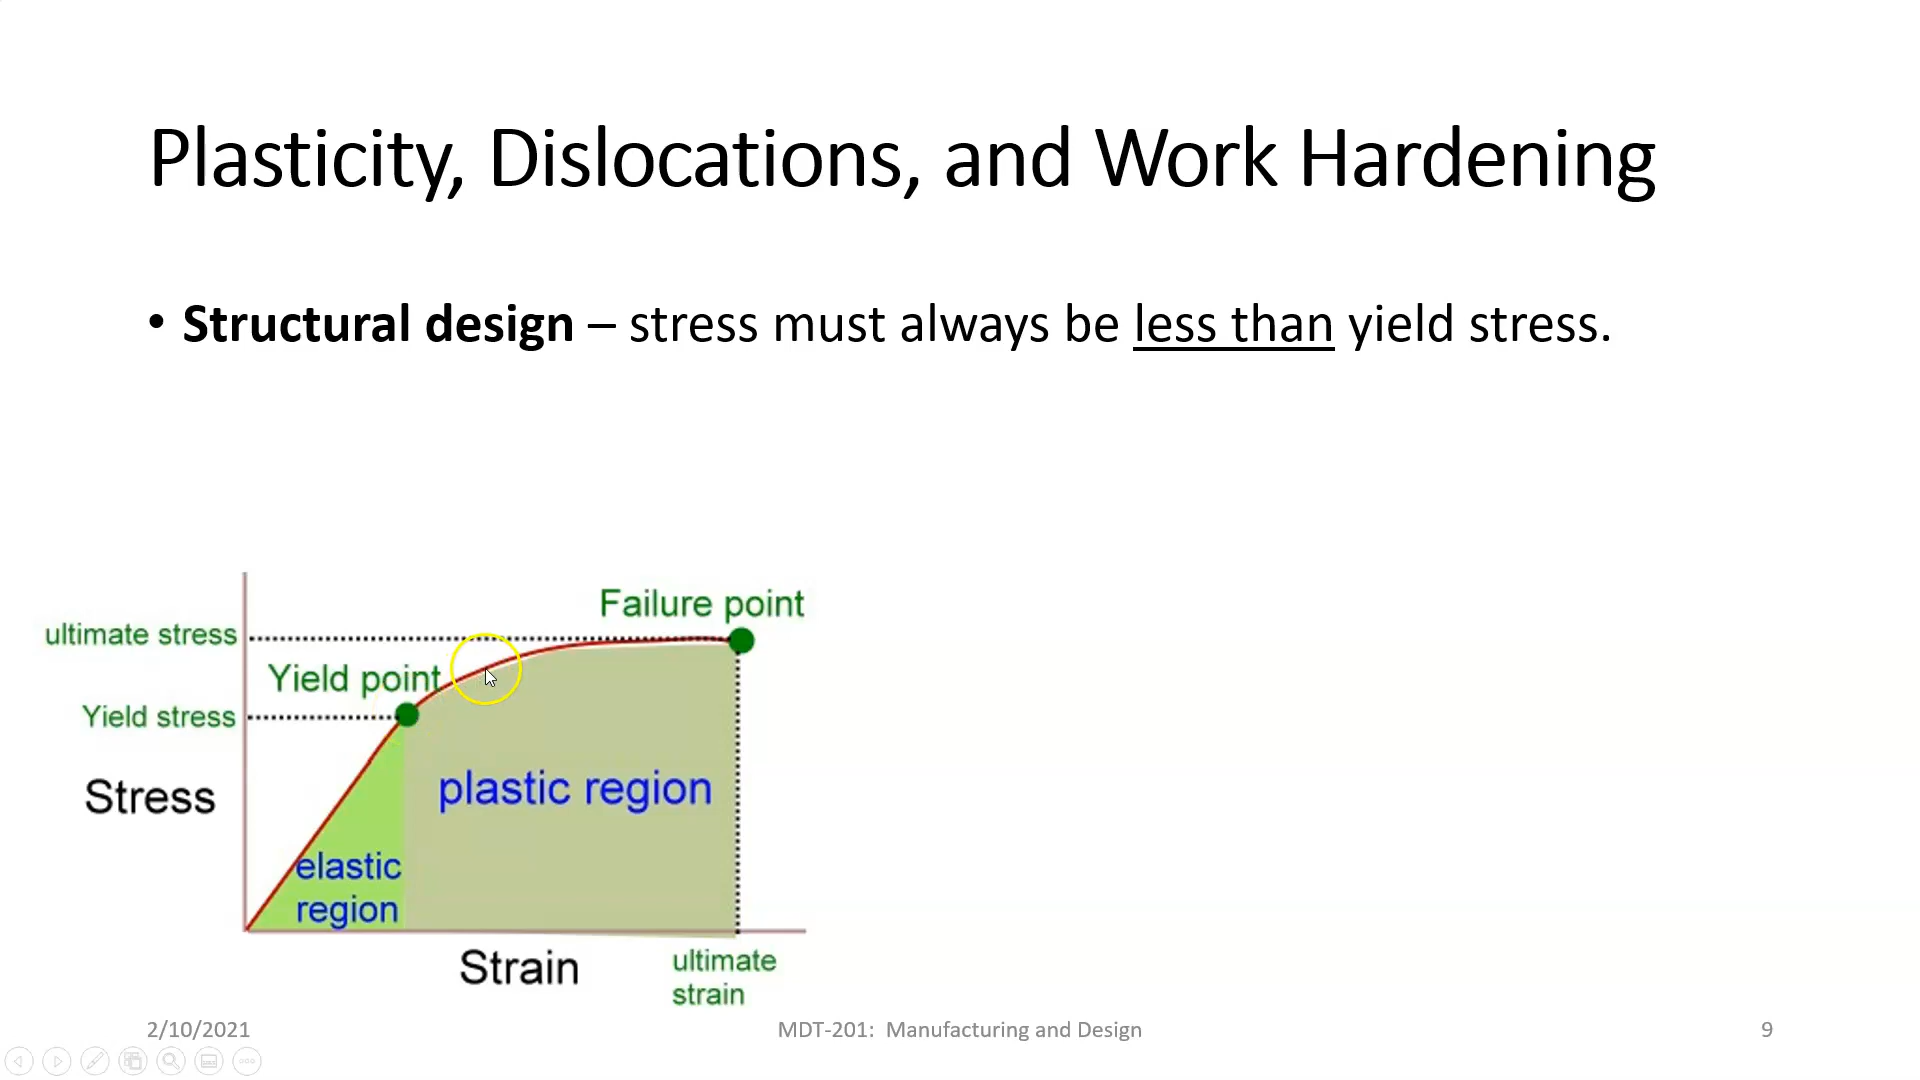 Plasticity, Dislocations, and Work Hardening
• Structural design – stress must always be less than yield stress.
Failure point
ultimate stress
Yield point
Yield stress
plastic region
Stress
elastic
region
Strain
ultimate
strain
2/10/2021
MDT-201: Manufacturing and Design
9